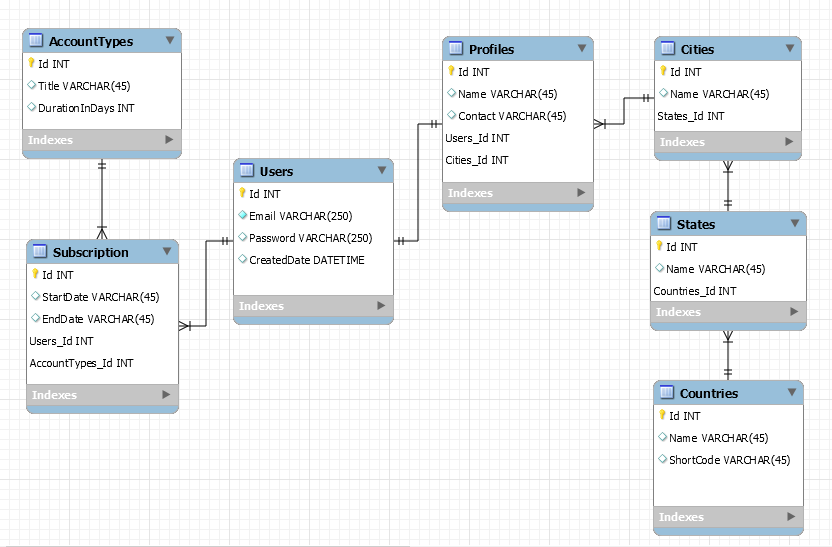 AccountTypes
Id INT
Title VARCHAR(45)
DurationInDays INT
Indexes
Subscription
Id INT
StartDate VARCHAR(45)
EndDate VARCHAR(45)
Users_Id INT
AccountTypes_Id INT
Indexes
Users
Id INT
Email VARCHAR(250)
Password VARCHAR(250)
CreatedDate DATETIME
Indexes
Profiles
Id INT
Name VARCHAR(45)
Contact VARCHAR(45)
Users_Id INT
Cities_Id INT
Indexes
Cities
Id INT
Name VARCHAR(45)
States_Id INT
Indexes
States
Id INT
Name VARCHAR(45)
Countries_Id INT
Indexes
Countries
Id INT
Name VARCHAR(45)
ShortCode VARCHAR(45)
Indexes